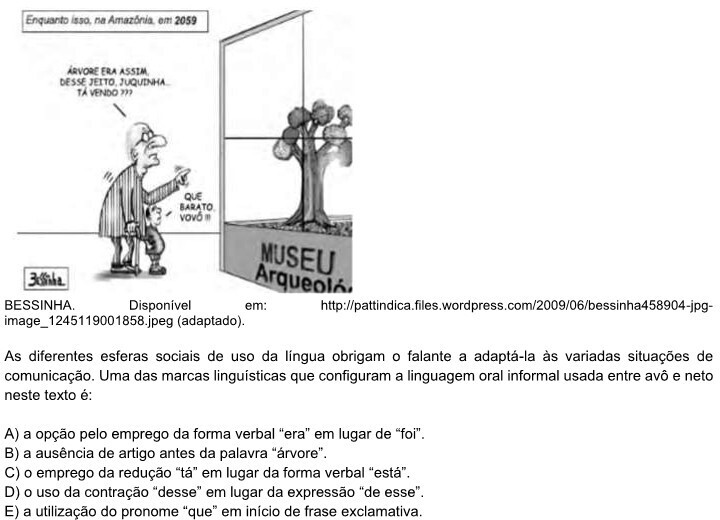 Enquanto isso, na Amazônia, em 2059
ÁRVORE ERA ASSIM,
DESSE JEITO, JUQUINHA...
TÁ VENDO ???
QUE
BARATO,
VOVÔ !!!
MUSEU
Arqueoló
Bessinha
BESSINHA. Disponível em: http://pattindica.files.wordpress.com/2009/06/bessinha458904-jpg-
image_1245119001858.jpeg (adaptado).
As diferentes esferas sociais de uso da língua obrigam o falante a adaptá-la às variadas situações de
comunicação. Uma das marcas linguísticas que configuram a linguagem oral informal usada entre avô e neto
neste texto é:
A) a opção pelo emprego da forma verbal “era” em lugar de “foi”.
B) a ausência de artigo antes da palavra “árvore”.
C) o emprego da redução “tá” em lugar da forma verbal “está”.
D) o uso da contração “desse” em lugar da expressão “de esse”.
E) a utilização do pronome “que” em início de frase exclamativa.